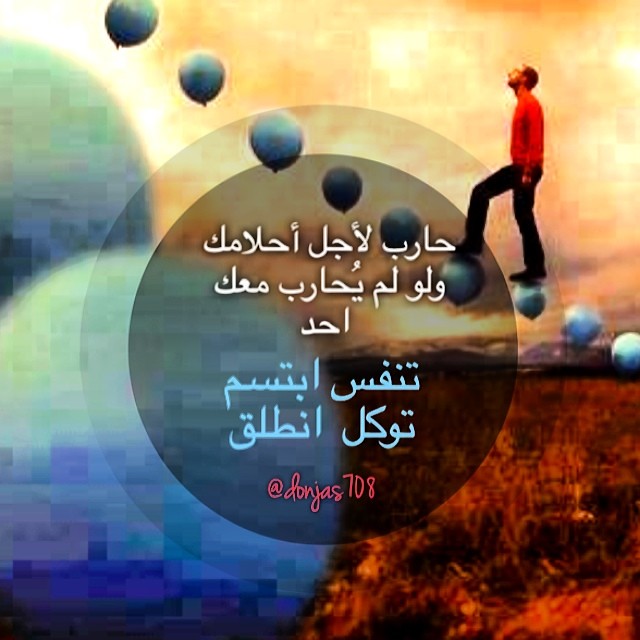 حارب لأجل أحلامك
ولو لم يُحارب معك
احد
تنفس ابتسم
توكل انطلق
@donjas708